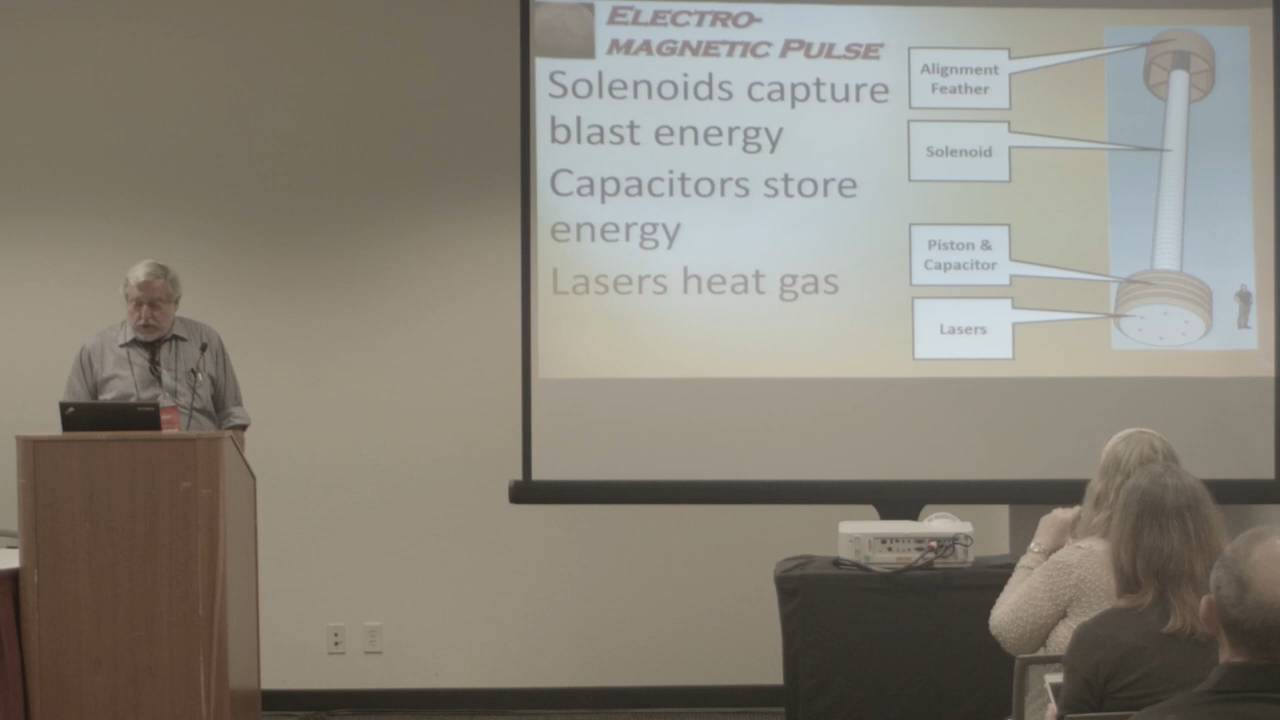 ELECTRO-
MAGNETIC PULSE
Solenoids capture
blast energy
Capacitors store
energy
Lasers heat gas
Alignment
Feather
Solenoid
Piston &
Capacitor
Lasers